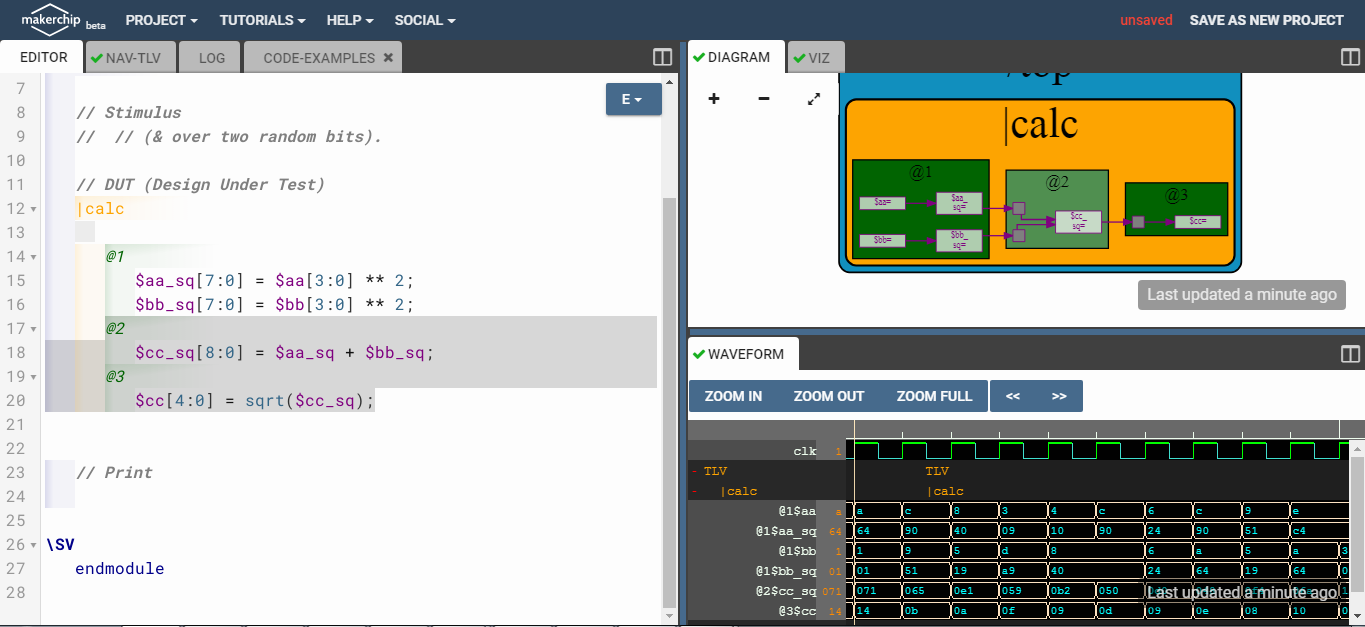 makerchip beta PROJECT TUTORIALS HELP SOCIAL unsaved SAVE AS NEW PROJECT
EDITOR NAV-TLV LOG CODE-EXAMPLES
7
8 // Stimulus
9 // // (& over two random bits).
10
11 // DUT (Design Under Test)
12 |calc
13
14 @1
15 $aa_sq[7:0] = $aa[3:0] ** 2;
16 $bb_sq[7:0] = $bb[3:0] ** 2;
17 @2
18 $cc_sq[8:0] = $aa_sq + $bb_sq;
19 @3
20 $cc[4:0] = sqrt($cc_sq);
21
22
23 // Print
24
25
26 \SV
27 endmodule
28
E
DIAGRAM VIZ
+ −
/top
|calc
@1 @2 @3
$aa= $aa_
sq=
$bb= $bb_
sq=
$cc_
sq=
$cc=
Last updated a minute ago
WAVEFORM
ZOOM IN ZOOM OUT ZOOM FULL << >>
clk 1
- TLV TLV
- |calc |calc
@1$aa a a c 8 3 4 c 6 c 9 e
@1$aa_sq 64 64 90 40 09 10 90 24 90 51 c4
@1$bb 1 1 9 5 d 8 6 a 5 a 3
@1$bb_sq 01 01 51 19 a9 40 24 64 19 64 0
@2$cc_sq 071 071 065 0e1 059 0b2 050
Last updated a minute ago
@3$cc 14 14 0b 0a 0f 09 0d 09 0e 08 10 0